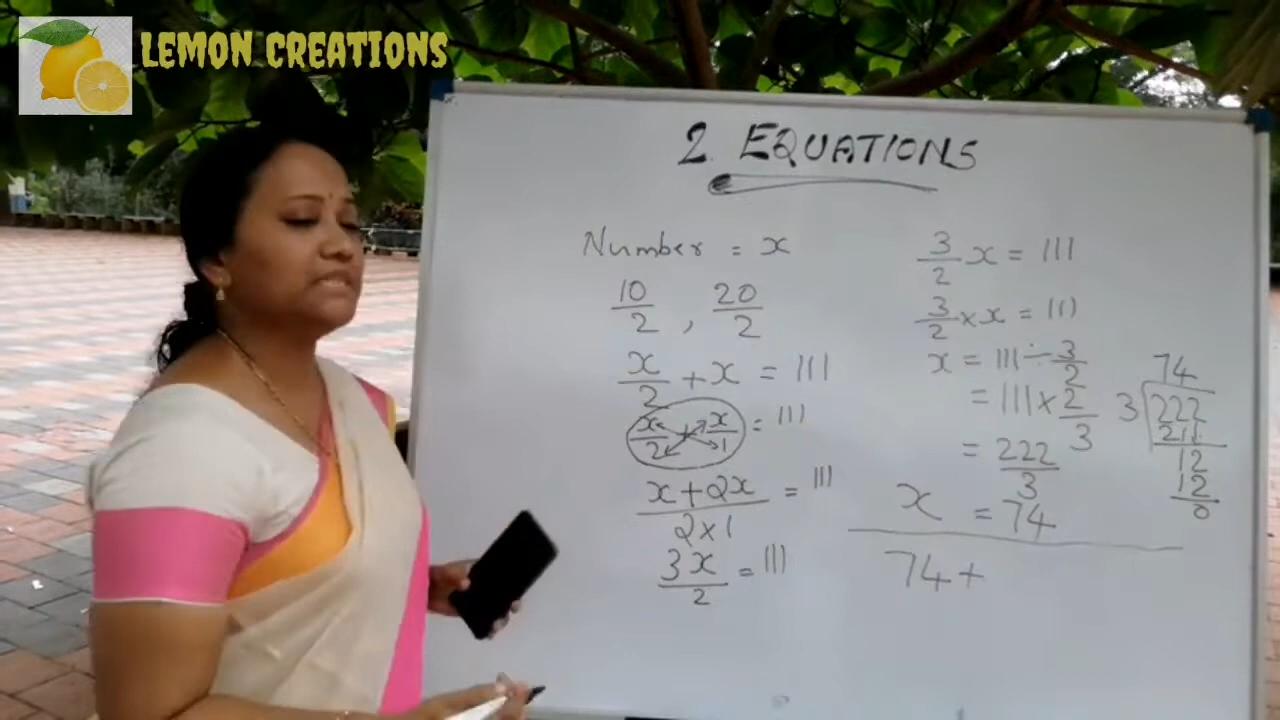 LEMON CREATIONS
2. EQUATIONS
Number = x
10/2 , 20/2
x/2 + x = 111
x/2 + x/1 = 111
x+2x/2×1 = 111
3x/2 = 111
3/2 x = 111
3/2 × x = 111
x = 111 ÷ 3/2
= 111 × 2/3
= 222/3
x = 74
74 +
74
3 222
21
12
12
0